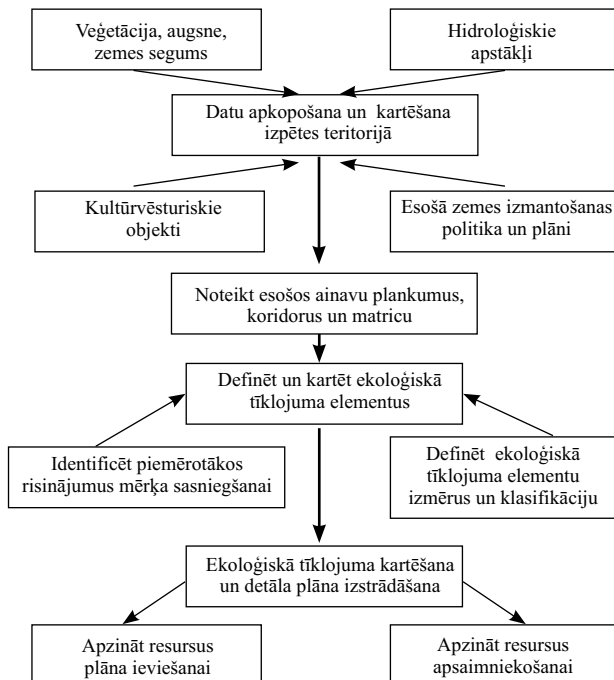 Veģetācija, augsne,
zemes segums
Hidroloģiskie
apstākļi
Datu apkopošana un kartēšana
izpētes teritorijā
Kultūrvēsturiskie
objekti
Esošā zemes izmantošanas
politika un plāni
Noteikt esošos ainavu plankumus,
koridorus un matricu
Definēt un kartēt ekoloģiskā
tīklojuma elementus
Identificēt piemērotākos
risinājumus mērķa sasniegšanai
Definēt ekoloģiskā
tīklojuma elementu
izmērus un klasifikāciju
Ekoloģiskā tīklojuma kartēšana
un detāla plāna izstrādāšana
Apzināt resursus
plāna ieviešanai
Apzināt resursus
apsaimniekošanai